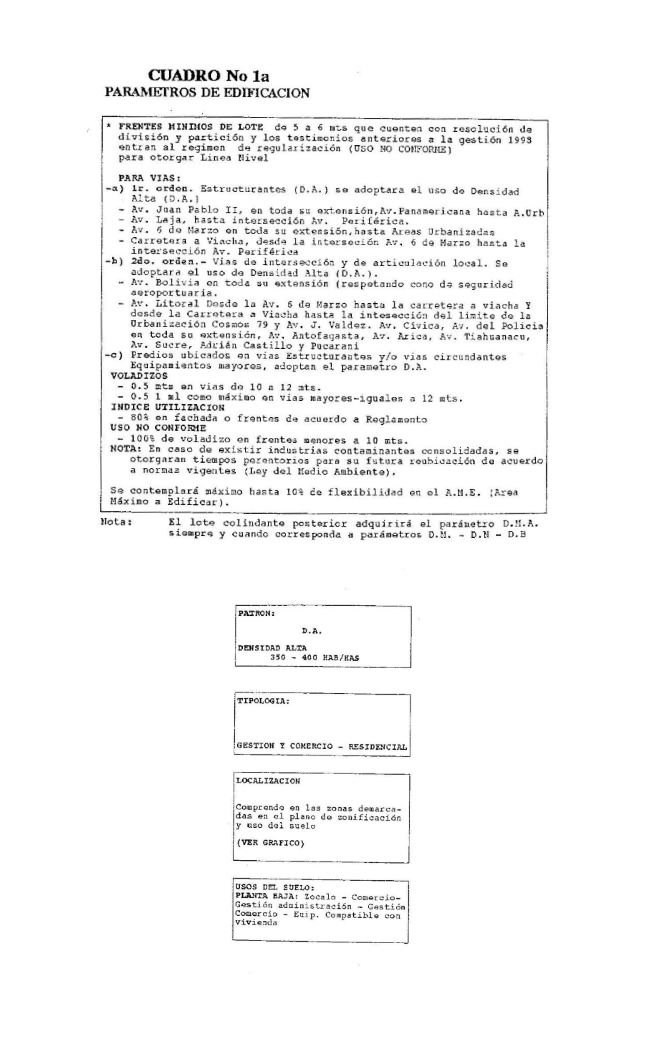 CUADRO No 1a
PARAMETROS DE EDIFICACION
* FRENTES MINIMOS DE LOTE de 5 a 6 mts que cuenten con resolución de
división y partición y los testimonios anteriores a la gestión 1998
entran al regimen de regularización (USO NO CONFORME)
para otorgar Linea Nivel
PARA VIAS:
-a) 1r. orden. Estructurantes (D.A.) se adoptara el uso de Densidad
Alta (D.A.)
- Av. Juan Pablo II, en toda su extensión,Av.Panamericana hasta A.Urb
- Av. Laja, hasta intersección Av. Periférica.
- Av. 6 de Marzo en toda su extensión,hasta Areas Urbanizadas
- Carretera a Viacha, desde la intersección Av. 6 de Marzo hasta la
intersección Av. Periférica
-b) 2do. orden.- Vias de intersección y de articulación local. Se
adoptara el uso de Densidad Alta (D.A.).
- Av. Bolivia en toda su extensión (respetando cono de seguridad
aeroportuaria.
- Av. Litoral Desde la Av. 6 de Marzo hasta la carretera a viacha Y
desde la Carretera a Viacha hasta la intesección del limite de la
Urbanización Cosmos 79 y Av. J. Valdez. Av. Civica, Av. del Policia
en toda su extensión, Av. Antofagasta, Av. Arica, Av. Tiahuanacu,
Av. Sucre, Adrián Castillo y Pucarani
-c) Predios ubicados en vias Estructurantes y/o vias circundantes
Equipamientos mayores, adoptan el parametro D.A.
VOLADIZOS
- 0.5 mts en vias de 10 a 12 mts.
- 0.5 1 ml como máximo en vias mayores-iguales a 12 mts.
INDICE UTILIZACION
- 80% en fachada o frentes de acuerdo a Reglamento
USO NO CONFORME
- 100% de voladizo en frentes menores a 10 mts.
NOTA: En caso de existir industrias contaminantes consolidadas, se
otorgaran tiempos perentorios para su futura reubicación de acuerdo
a normas vigentes (Ley del Medio Ambiente).
Se contemplará máximo hasta 10% de flexibilidad en el A.M.E. (Area
Máximo a Edificar).
Nota: El lote colindante posterior adquirirá el parámetro D.M.A.
siempre y cuando corresponda a parámetros D.M. - D.N - D.B
PATRON:
D.A.
DENSIDAD ALTA
350 - 400 HAB/HAS
TIPOLOGIA:
GESTION Y COMERCIO - RESIDENCIAL
LOCALIZACION
Comprende en las zonas demarca-
das en el plano de zonificación
y uso del suelo
(VER GRAFICO)
USOS DEL SUELO:
PLANTA BAJA: Zocalo - Comercio-
Gestión administración - Gestión
Comercio - Euip. Compatible con
vivienda